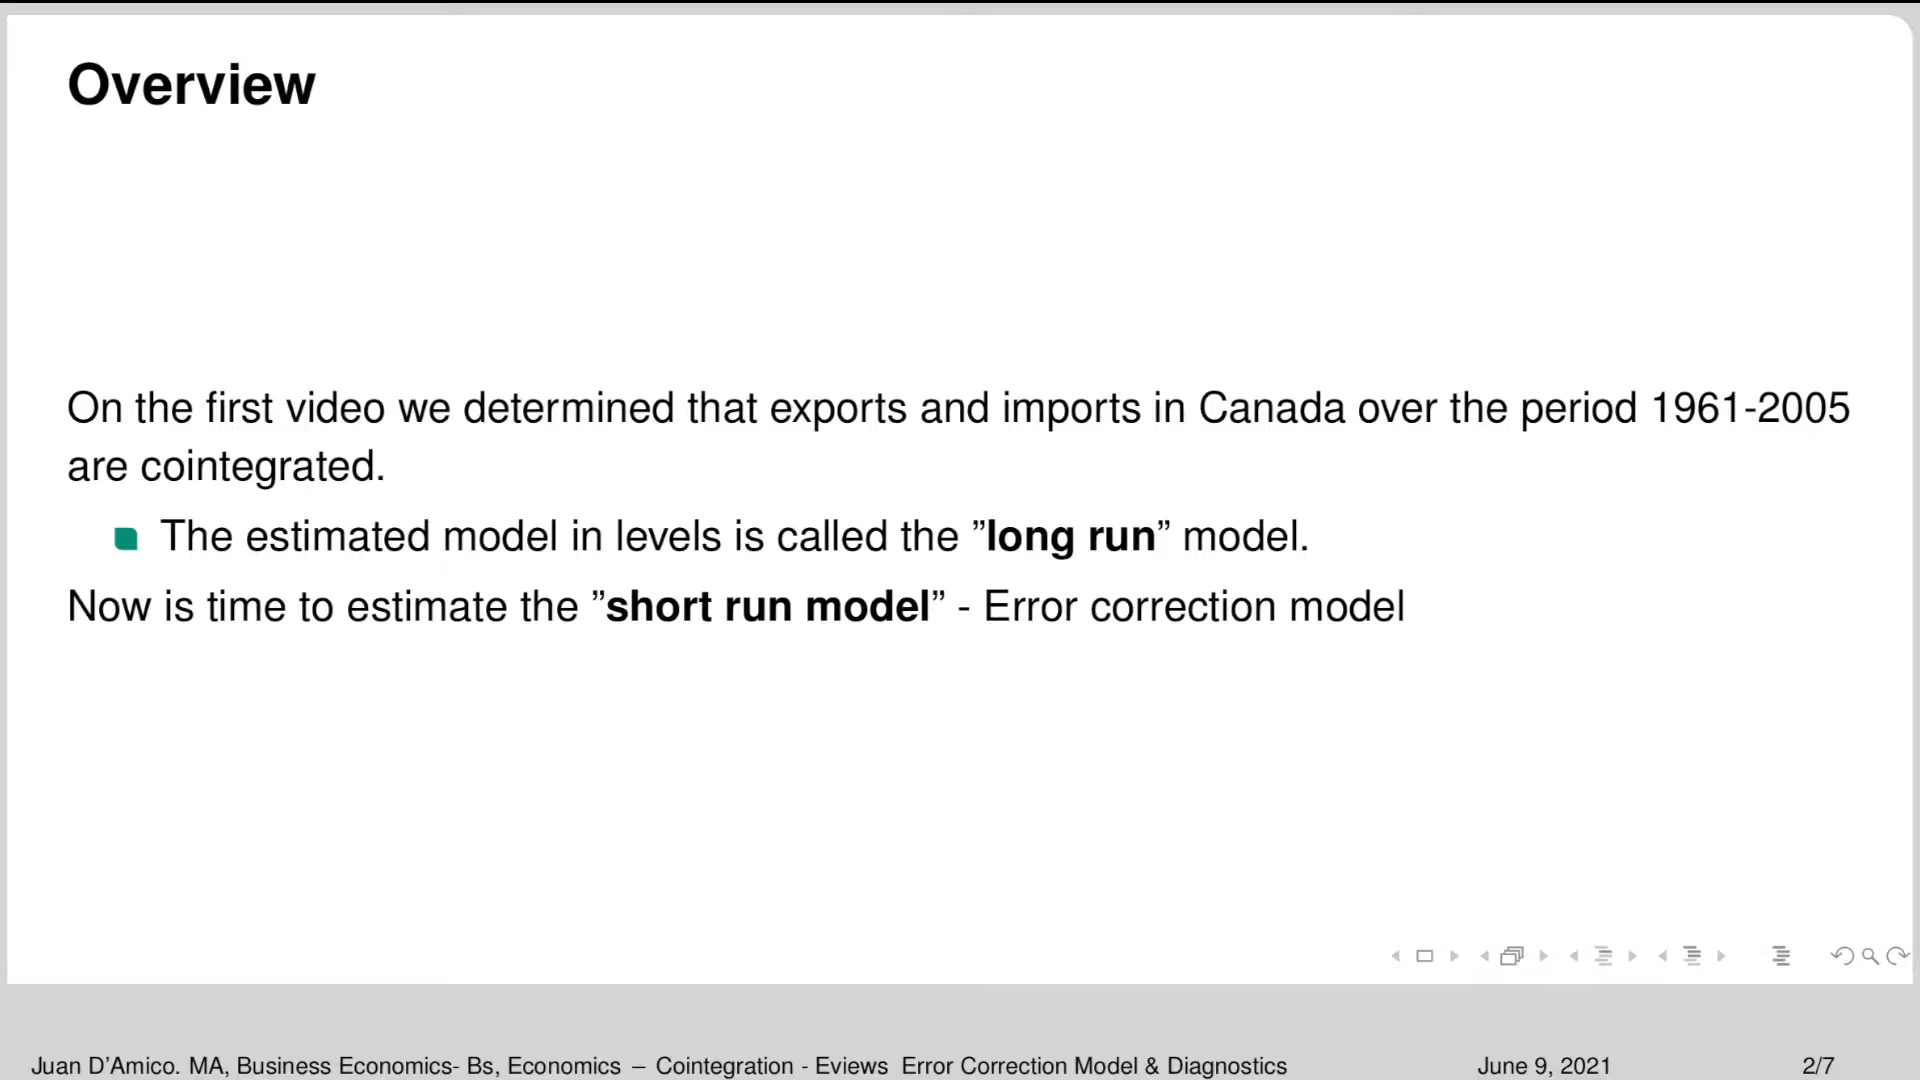 Overview
On the first video we determined that exports and imports in Canada over the period 1961-2005
are cointegrated.
The estimated model in levels is called the ”long run” model.
Now is time to estimate the ”short run model” - Error correction model
Juan D’Amico. MA, Business Economics- Bs, Economics – Cointegration - Eviews Error Correction Model & Diagnostics June 9, 2021 2/7